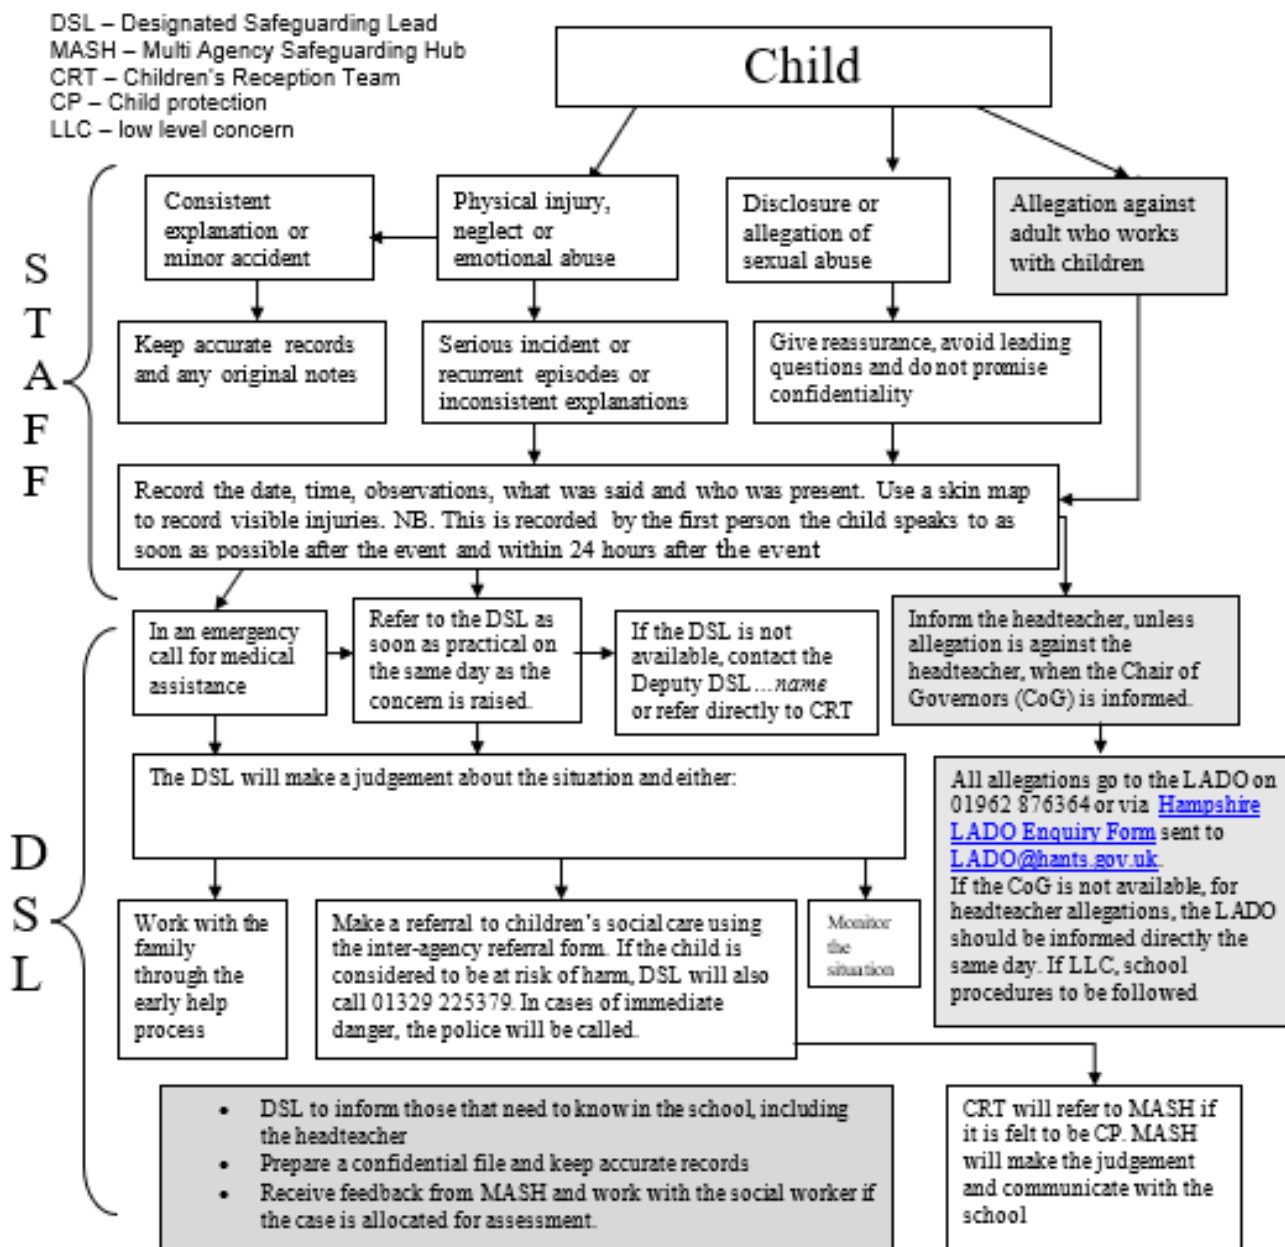 DSL – Designated Safeguarding Lead
MASH – Multi Agency Safeguarding Hub
CRT – Children's Reception Team
CP – Child protection
LLC – low level concern
Child
Consistent
explanation or
minor accident
Physical injury,
neglect or
emotional abuse
Disclosure or
allegation of
sexual abuse
Allegation against
adult who works
with children
S
T
A
F
F
Keep accurate records
and any original notes
Serious incident or
recurrent episodes or
inconsistent explanations
Give reassurance, avoid leading
questions and do not promise
confidentiality
Record the date, time, observations, what was said and who was present. Use a skin map
to record visible injuries. NB. This is recorded by the first person the child speaks to as
soon as possible after the event and within 24 hours after the event
In an emergency
call for medical
assistance
Refer to the DSL as
soon as practical on
the same day as the
concern is raised.
If the DSL is not
available, contact the
Deputy DSL…name
or refer directly to CRT
Inform the headteacher, unless
allegation is against the
headteacher, when the Chair of
Governors (CoG) is informed.
D
S
L
The DSL will make a judgement about the situation and either:
All allegations go to the LADO on
01962 876364 or via Hampshire
LADO Enquiry Form sent to
LADO@hants.gov.uk.
If the CoG is not available, for
headteacher allegations, the LADO
should be informed directly the
same day. If LLC, school
procedures to be followed
Work with the
family
through the
early help
process
Make a referral to children's social care using
the inter-agency referral form. If the child is
considered to be at risk of harm, DSL will also
call 01329 225379. In cases of immediate
danger, the police will be called.
Monitor
the
situation
• DSL to inform those that need to know in the school, including
the headteacher
• Prepare a confidential file and keep accurate records
• Receive feedback from MASH and work with the social worker if
the case is allocated for assessment.
CRT will refer to MASH if
it is felt to be CP. MASH
will make the judgement
and communicate with the
school